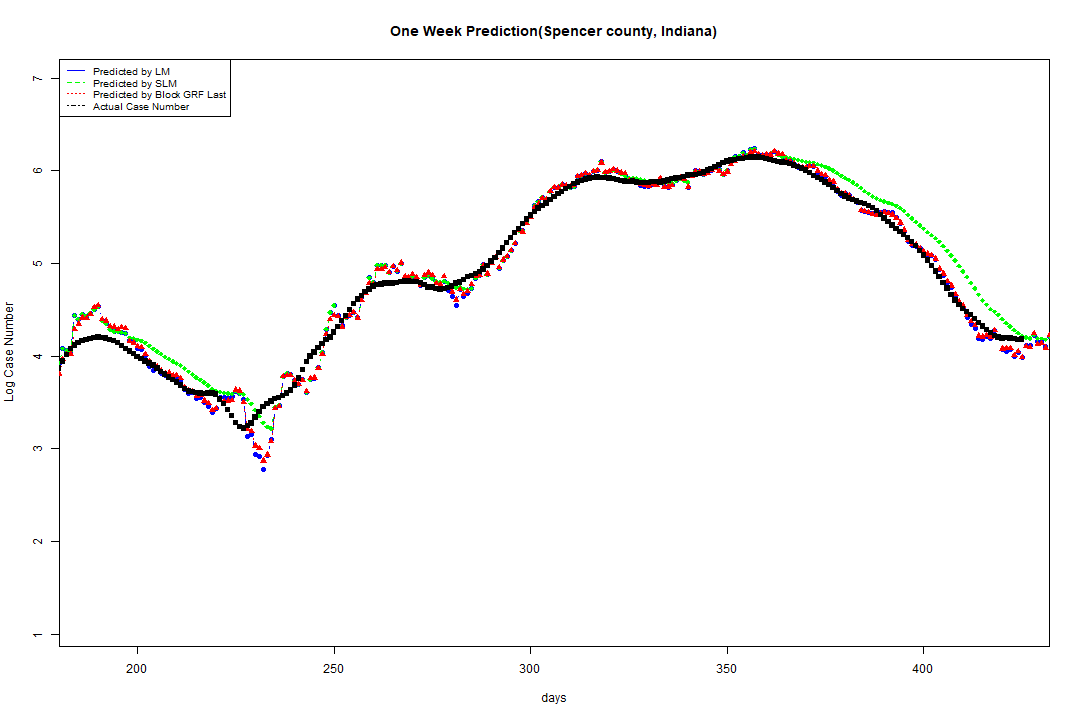 One Week Prediction(Spencer county, Indiana)
Predicted by LM
Predicted by SLM
Predicted by Block GRF Last
Actual Case Number
7
6
5
4
3
2
1
Log Case Number
200 250 300 350 400
days